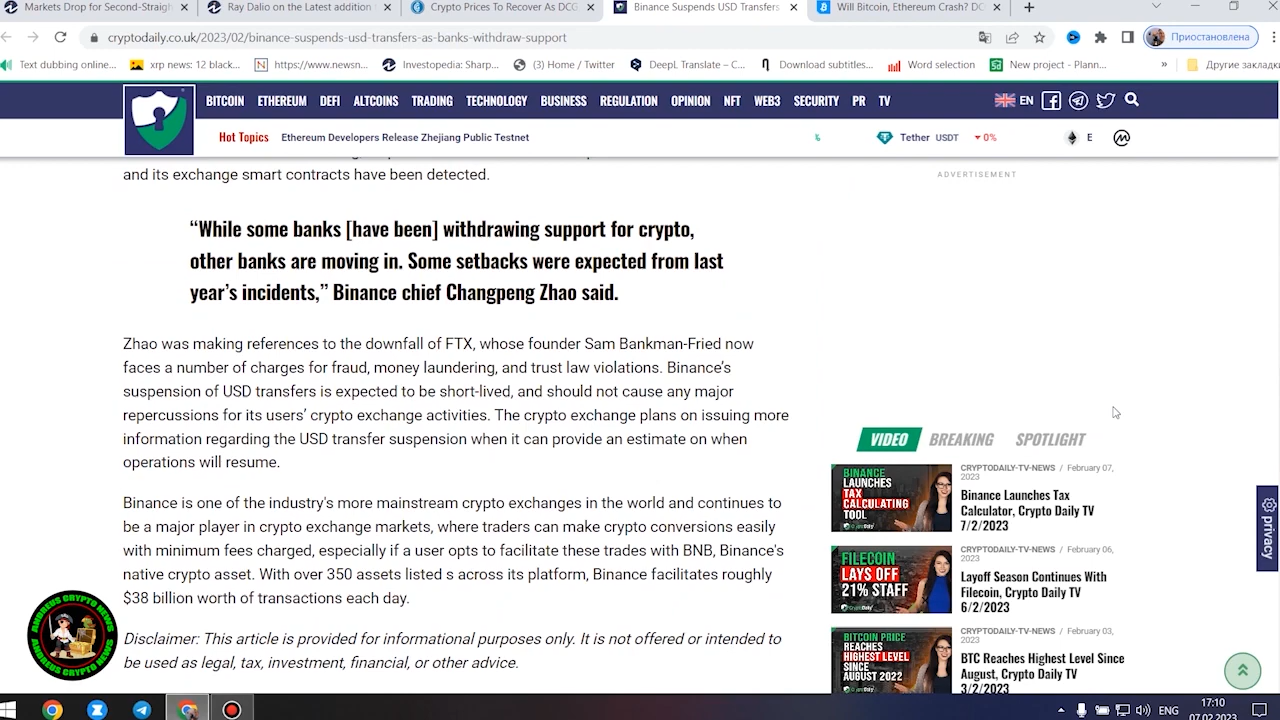 Markets Drop for Second-Straigh
Ray Dalio on the Latest addition t
Crypto Prices To Recover As DCG
Binance Suspends USD Transfers
Will Bitcoin, Ethereum Crash? DC
cryptodaily.co.uk/2023/02/binance-suspends-usd-transfers-as-banks-withdraw-support
Приостановлена
Text dubbing online...
xrp news: 12 black...
https://www.newsn...
Investopedia: Sharp...
(3) Home / Twitter
DeepL Translate – C...
Download subtitles...
Word selection
New project - Plann...
»
Другие закладки
BITCOIN ETHEREUM DEFI ALTCOINS TRADING TECHNOLOGY BUSINESS REGULATION OPINION NFT WEB3 SECURITY PR TV
EN
Hot Topics
Ethereum Developers Release Zhejiang Public Testnet
Tether USDT 0%
E
and its exchange smart contracts have been detected.
ADVERTISEMENT
“While some banks [have been] withdrawing support for crypto,
other banks are moving in. Some setbacks were expected from last
year’s incidents,” Binance chief Changpeng Zhao said.
Zhao was making references to the downfall of FTX, whose founder Sam Bankman-Fried now
faces a number of charges for fraud, money laundering, and trust law violations. Binance’s
suspension of USD transfers is expected to be short-lived, and should not cause any major
repercussions for its users’ crypto exchange activities. The crypto exchange plans on issuing more
information regarding the USD transfer suspension when it can provide an estimate on when
operations will resume.
Binance is one of the industry's more mainstream crypto exchanges in the world and continues to
be a major player in crypto exchange markets, where traders can make crypto conversions easily
with minimum fees charged, especially if a user opts to facilitate these trades with BNB, Binance's
native crypto asset. With over 350 assets listed s across its platform, Binance facilitates roughly
$38 billion worth of transactions each day.
Disclaimer: This article is provided for informational purposes only. It is not offered or intended to
be used as legal, tax, investment, financial, or other advice.
VIDEO BREAKING SPOTLIGHT
BINANCE
LAUNCHES
TAX
CALCULATING
TOOL
CRYPTODAILY-TV-NEWS / February 07,
2023
Binance Launches Tax
Calculator, Crypto Daily TV
7/2/2023
FILECOIN
LAYS OFF
21% STAFF
CRYPTODAILY-TV-NEWS / February 06,
2023
Layoff Season Continues With
Filecoin, Crypto Daily TV
6/2/2023
BITCOIN PRICE
REACHES
HIGHEST LEVEL
SINCE
AUGUST 2022
CRYPTODAILY-TV-NEWS / February 03,
2023
BTC Reaches Highest Level Since
August, Crypto Daily TV
3/2/2023
privacy
ANDREUS CRYPTO NEWS
ANDREUS CRYPTO NEWS
ENG
17:10
07.02.2023